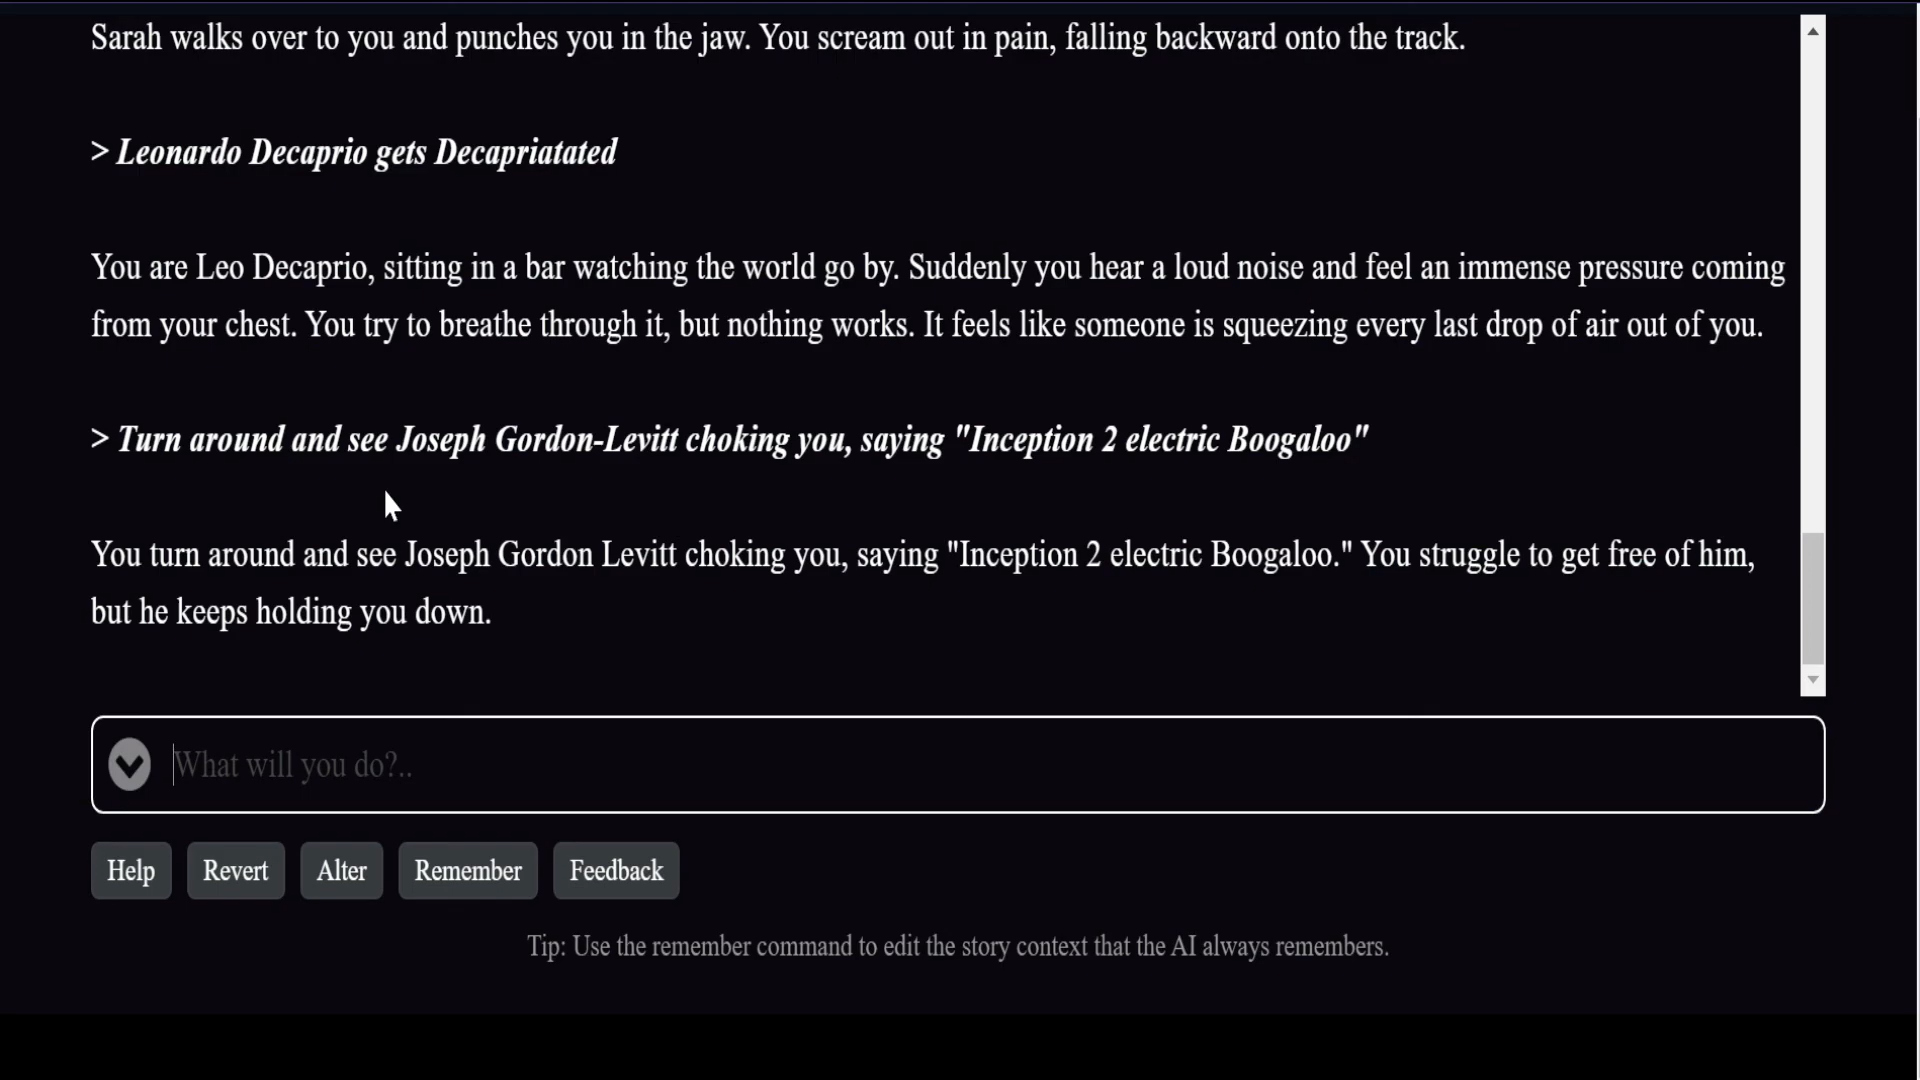 Sarah walks over to you and punches you in the jaw. You scream out in pain, falling backward onto the track.
> Leonardo Decaprio gets Decapriatated
You are Leo Decaprio, sitting in a bar watching the world go by. Suddenly you hear a loud noise and feel an immense pressure coming
from your chest. You try to breathe through it, but nothing works. It feels like someone is squeezing every last drop of air out of you.
> Turn around and see Joseph Gordon-Levitt choking you, saying "Inception 2 electric Boogaloo"
You turn around and see Joseph Gordon Levitt choking you, saying "Inception 2 electric Boogaloo." You struggle to get free of him,
but he keeps holding you down.
What will you do?..
Help Revert Alter Remember Feedback
Tip: Use the remember command to edit the story context that the AI always remembers.